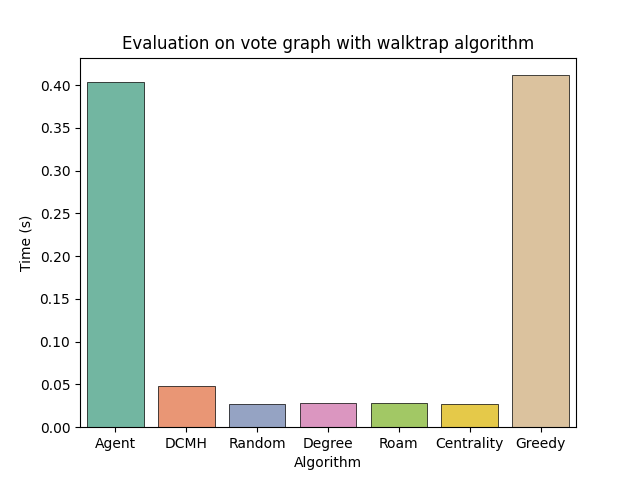 Evaluation on vote graph with walktrap algorithm
0.40
0.35
0.30
0.25
0.20
0.15
0.10
0.05
0.00
Time (s)
Agent DCMH Random Degree Roam Centrality Greedy
Algorithm